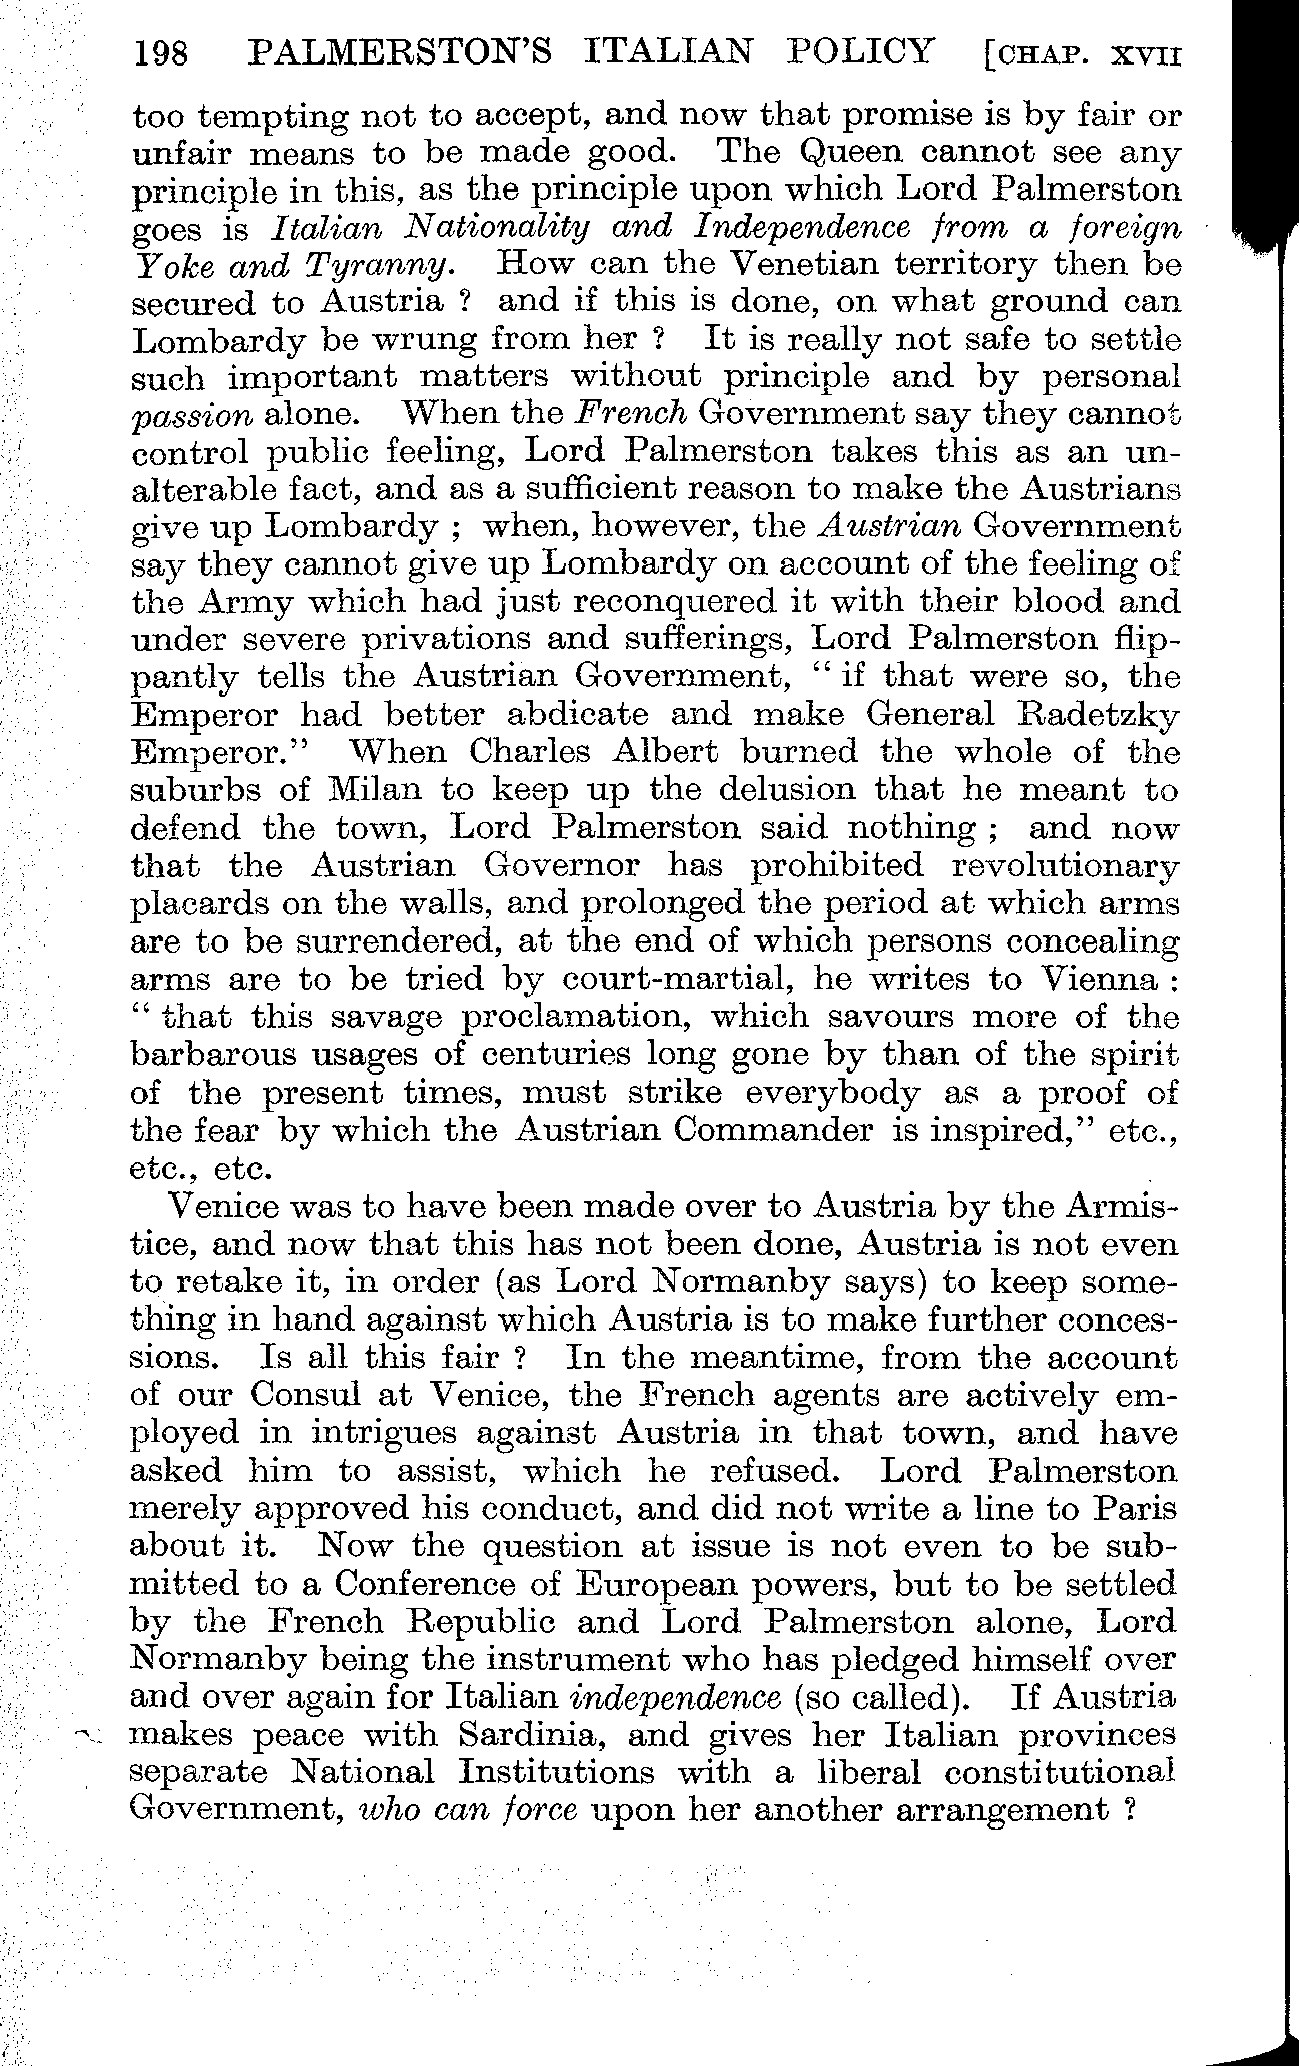 198 PALMERSTON'S ITALIAN POLICY [CHAP. XVII
too tempting not to accept, and now that promise is by fair or
unfair means to be made good. The Queen cannot see any
principle in this, as the principle upon which Lord Palmerston
goes is Italian Nationality and Independence from a foreign
Yoke and Tyranny. How can the Venetian territory then be
secured to Austria ? and if this is done, on what ground can
Lombardy be wrung from her ? It is really not safe to settle
such important matters without principle and by personal
passion alone. When the French Government say they cannot
control public feeling, Lord Palmerston takes this as an un-
alterable fact, and as a sufficient reason to make the Austrians
give up Lombardy ; when, however, the Austrian Government
say they cannot give up Lombardy on account of the feeling of
the Army which had just reconquered it with their blood and
under severe privations and sufferings, Lord Palmerston flip-
pantly tells the Austrian Government, " if that were so, the
Emperor had better abdicate and make General Radetzky
Emperor." When Charles Albert burned the whole of the
suburbs of Milan to keep up the delusion that he meant to
defend the town, Lord Palmerston said nothing ; and now
that the Austrian Governor has prohibited revolutionary
placards on the walls, and prolonged the period at which arms
are to be surrendered, at the end of which persons concealing
arms are to be tried by court-martial, he writes to Vienna :
" that this savage proclamation, which savours more of the
barbarous usages of centuries long gone by than of the spirit
of the present times, must strike everybody as a proof of
the fear by which the Austrian Commander is inspired," etc.,
etc., etc.
Venice was to have been made over to Austria by the Armis-
tice, and now that this has not been done, Austria is not even
to retake it, in order (as Lord Normanby says) to keep some-
thing in hand against which Austria is to make further conces-
sions. Is all this fair ? In the meantime, from the account
of our Consul at Venice, the French agents are actively em-
ployed in intrigues against Austria in that town, and have
asked him to assist, which he refused. Lord Palmerston
merely approved his conduct, and did not write a line to Paris
about it. Now the question at issue is not even to be sub-
mitted to a Conference of European powers, but to be settled
by the French Republic and Lord Palmerston alone, Lord
Normanby being the instrument who has pledged himself over
and over again for Italian independence (so called). If Austria
makes peace with Sardinia, and gives her Italian provinces
separate National Institutions with a liberal constitutional
Government, who can force upon her another arrangement ?